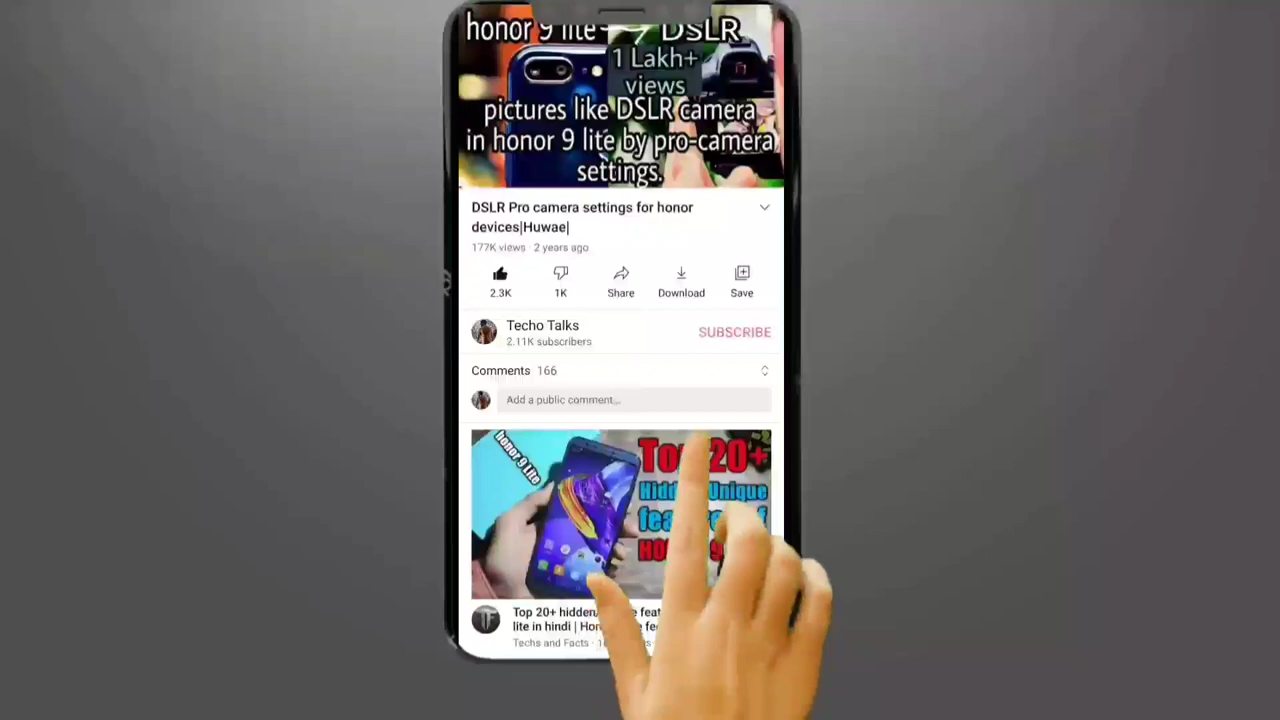 honor 9 lite
DSLR
1 Lakh+
views
pictures like DSLR camera
in honor 9 lite by pro-camera
settings.
DSLR Pro camera settings for honor
devices|Huwae|
177K views · 2 years ago
2.3K
1K
Share
Download
Save
Techo Talks
2.11K subscribers
SUBSCRIBE
Comments 166
Add a public comment...
honor 9 Lite
20+
Unique
Top 20+ hidden
lite in hindi |
Techs and Facts